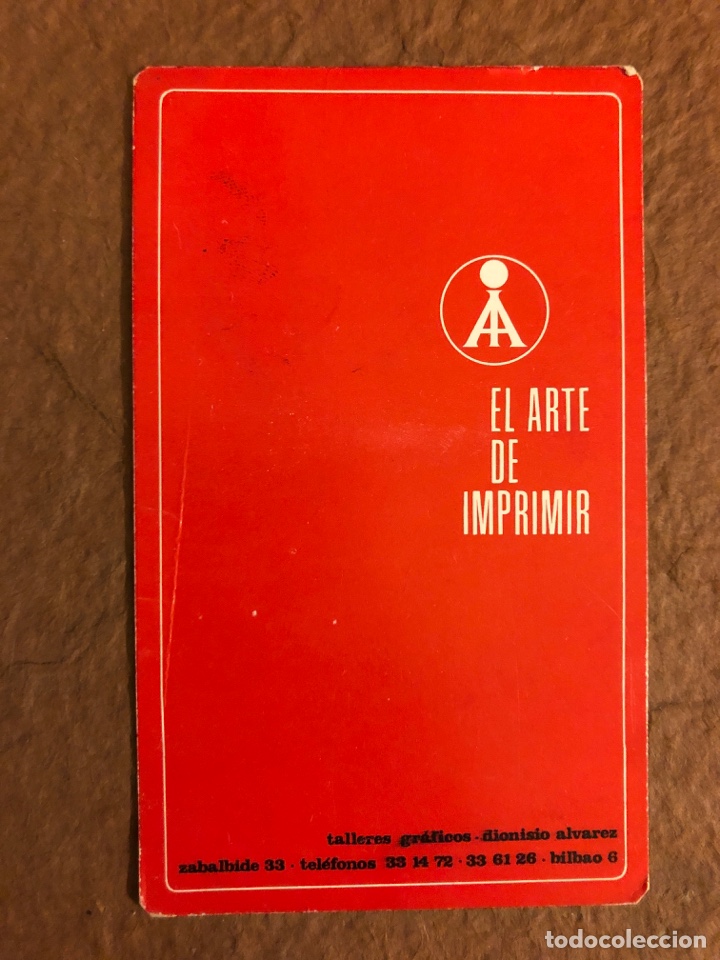 EL ARTE
DE
IMPRIMIR
talleres gráficos - dionisio alvarez
zabalbide 33 · teléfonos 33 14 72 · 33 61 26 · bilbao 6
todocoleccion